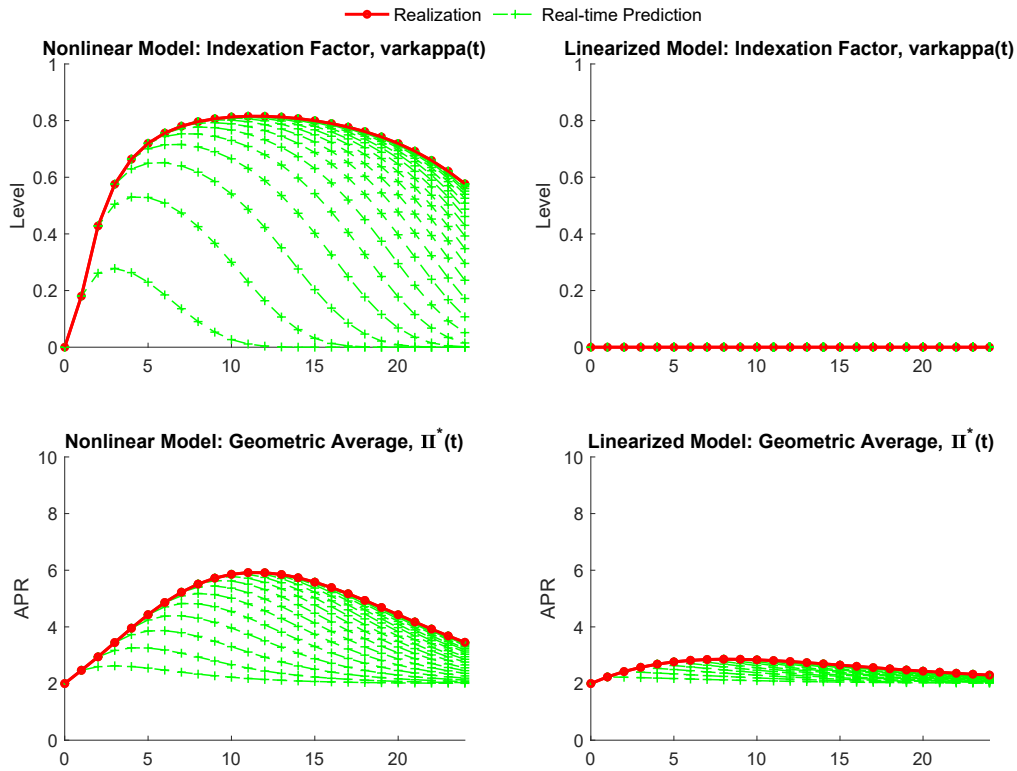 Realization Real-time Prediction
Nonlinear Model: Indexation Factor, varkappa(t)
Level
1
0.8
0.6
0.4
0.2
0
0 5 10 15 20
Linearized Model: Indexation Factor, varkappa(t)
Level
1
0.8
0.6
0.4
0.2
0
0 5 10 15 20
Nonlinear Model: Geometric Average, Π*(t)
APR
10
8
6
4
2
0
0 5 10 15 20
Linearized Model: Geometric Average, Π*(t)
APR
10
8
6
4
2
0
0 5 10 15 20